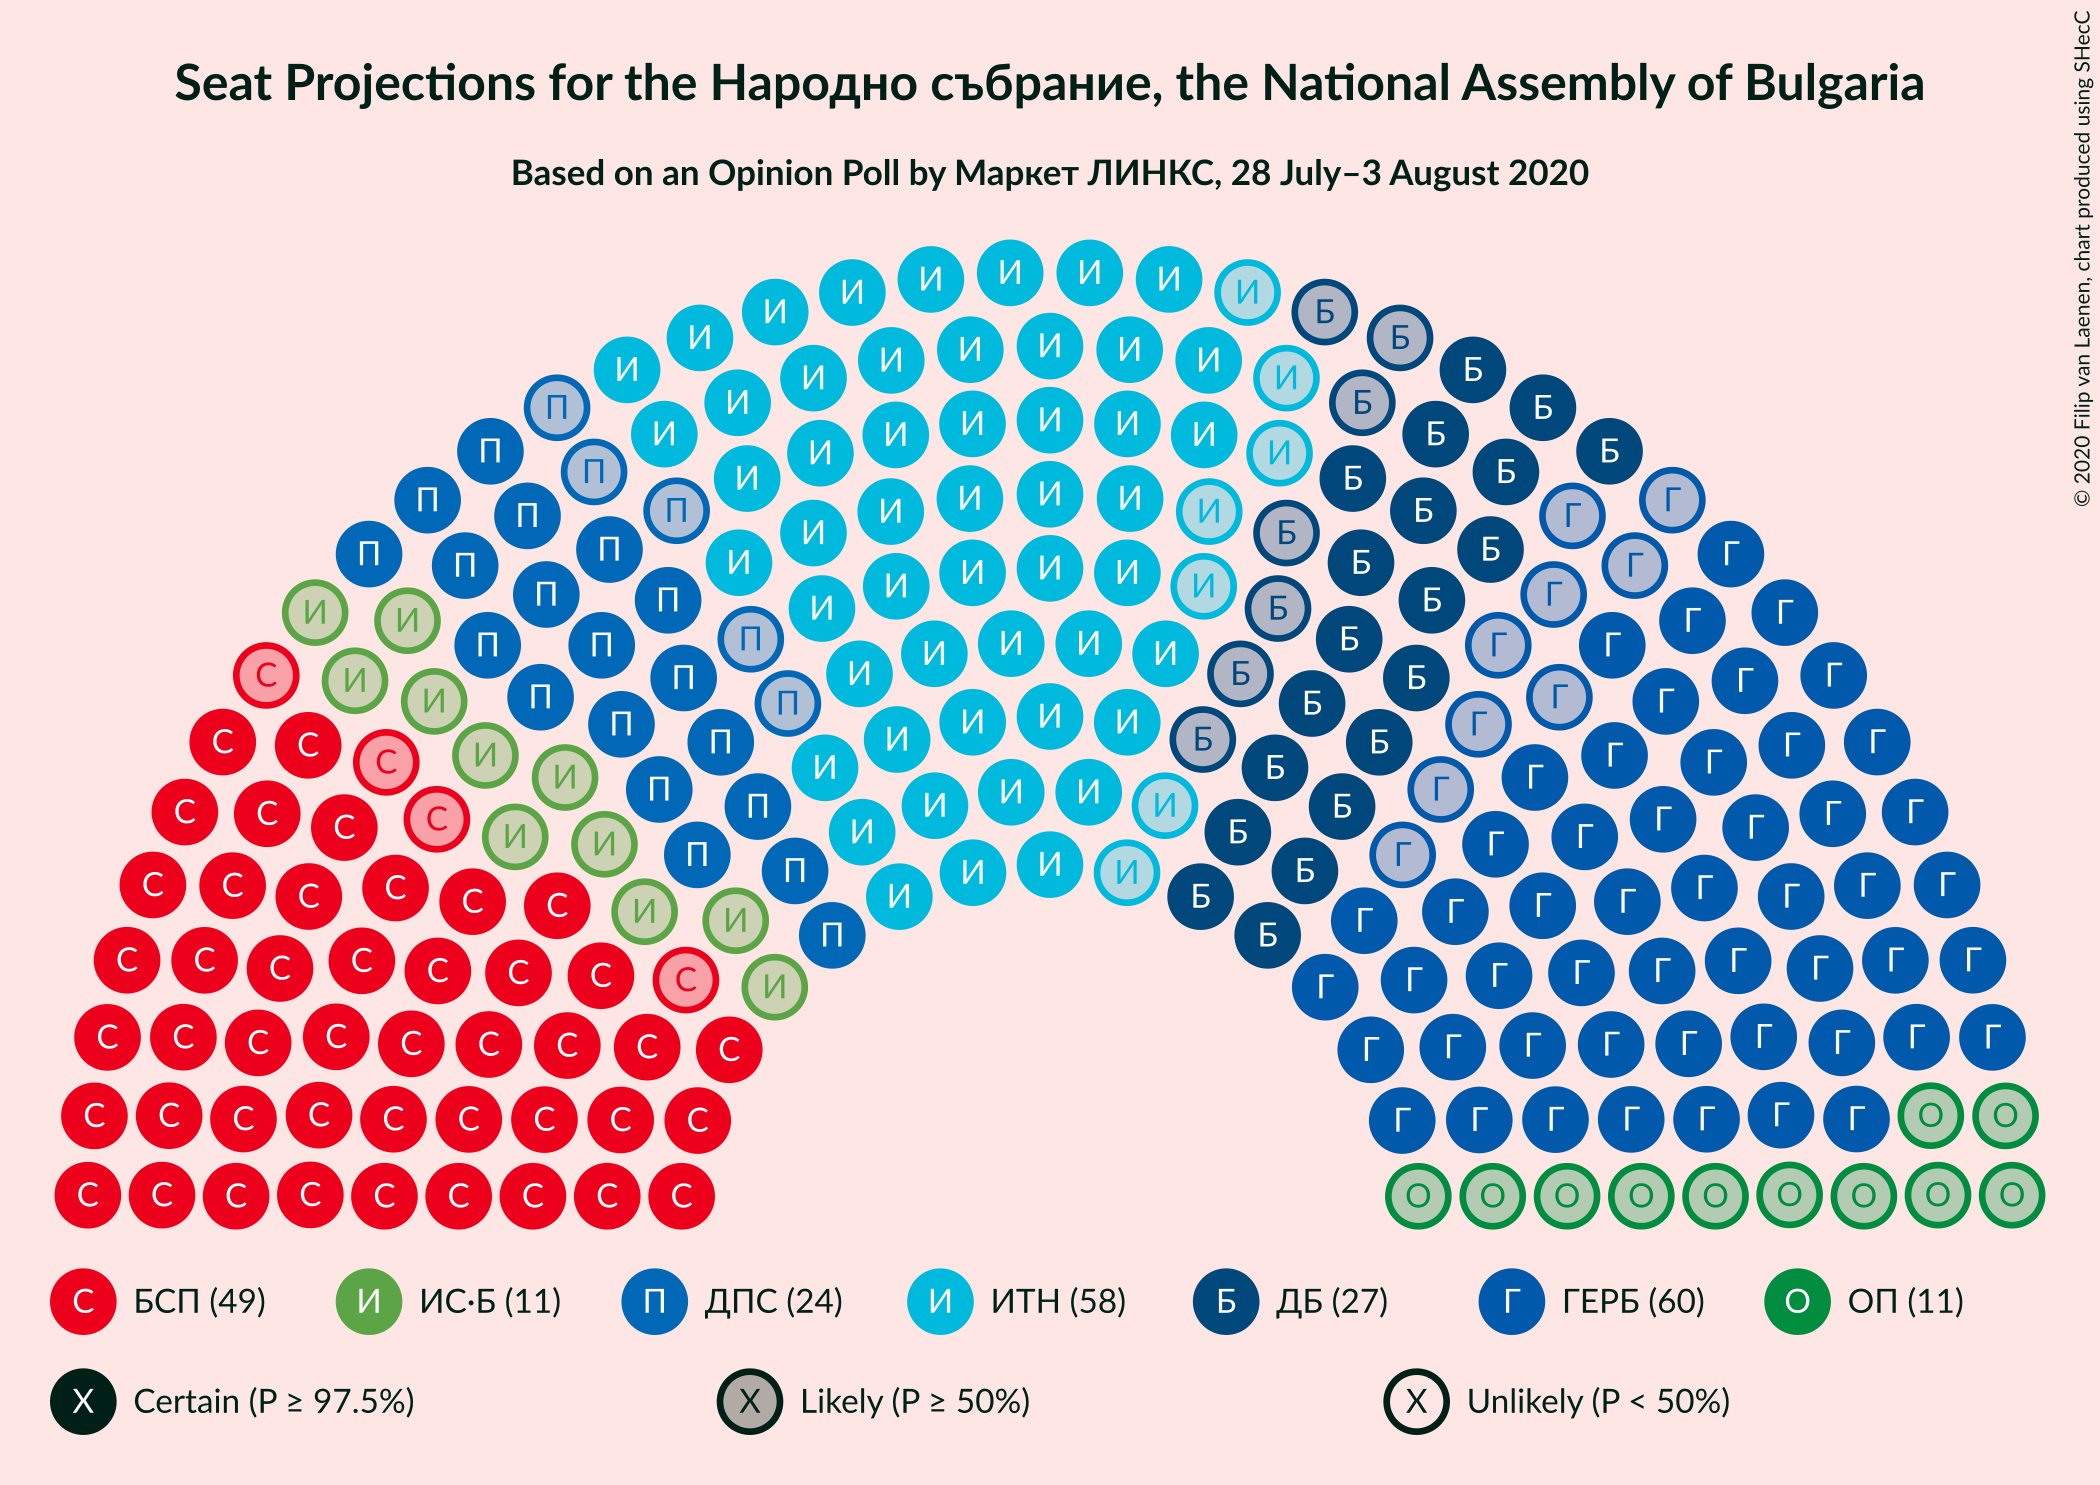 Seat Projections for the Народно събрание, the National Assembly of Bulgaria
Based on an Opinion Poll by Маркет ЛИНКС, 28 July–3 August 2020
© 2020 Filip van Laenen, chart produced using SHecC
С БСП (49) И ИС·Б (11) П ДПС (24) И ИТН (58) Б ДБ (27) Г ГЕРБ (60) О ОП (11)
X Certain (P ≥ 97.5%) X Likely (P ≥ 50%) X Unlikely (P < 50%)